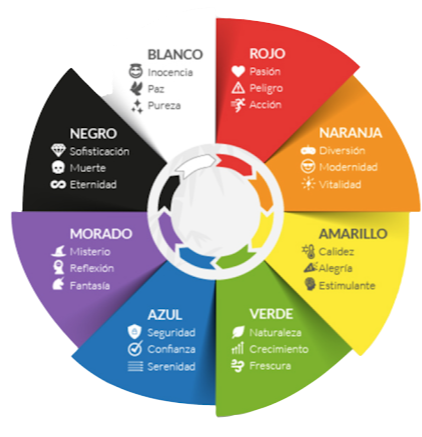 BLANCO
Inocencia
Paz
Pureza
ROJO
Pasión
Peligro
Acción
NARANJA
Diversión
Modernidad
Vitalidad
AMARILLO
Calidez
Alegría
Estimulante
VERDE
Naturaleza
Crecimiento
Frescura
AZUL
Seguridad
Confianza
Serenidad
MORADO
Misterio
Reflexión
Fantasía
NEGRO
Sofisticación
Muerte
Eternidad